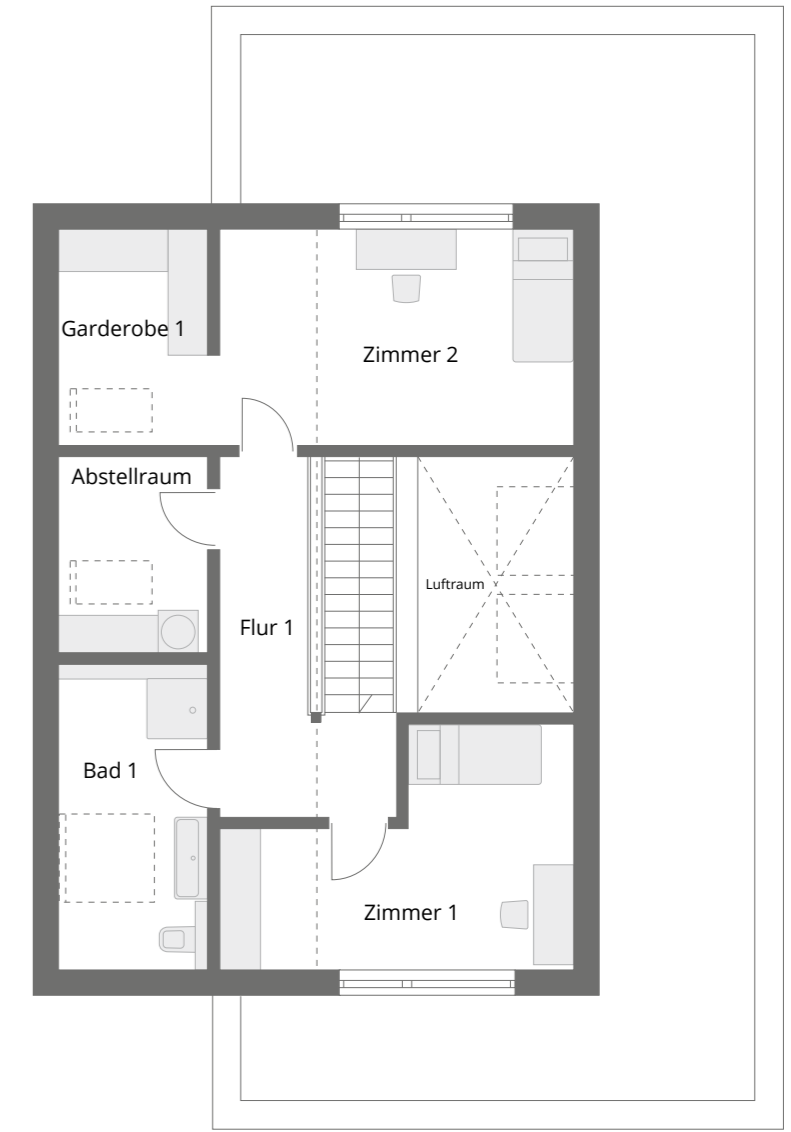 Garderobe 1
Zimmer 2
Abstellraum
Luftraum
Flur 1
Bad 1
Zimmer 1